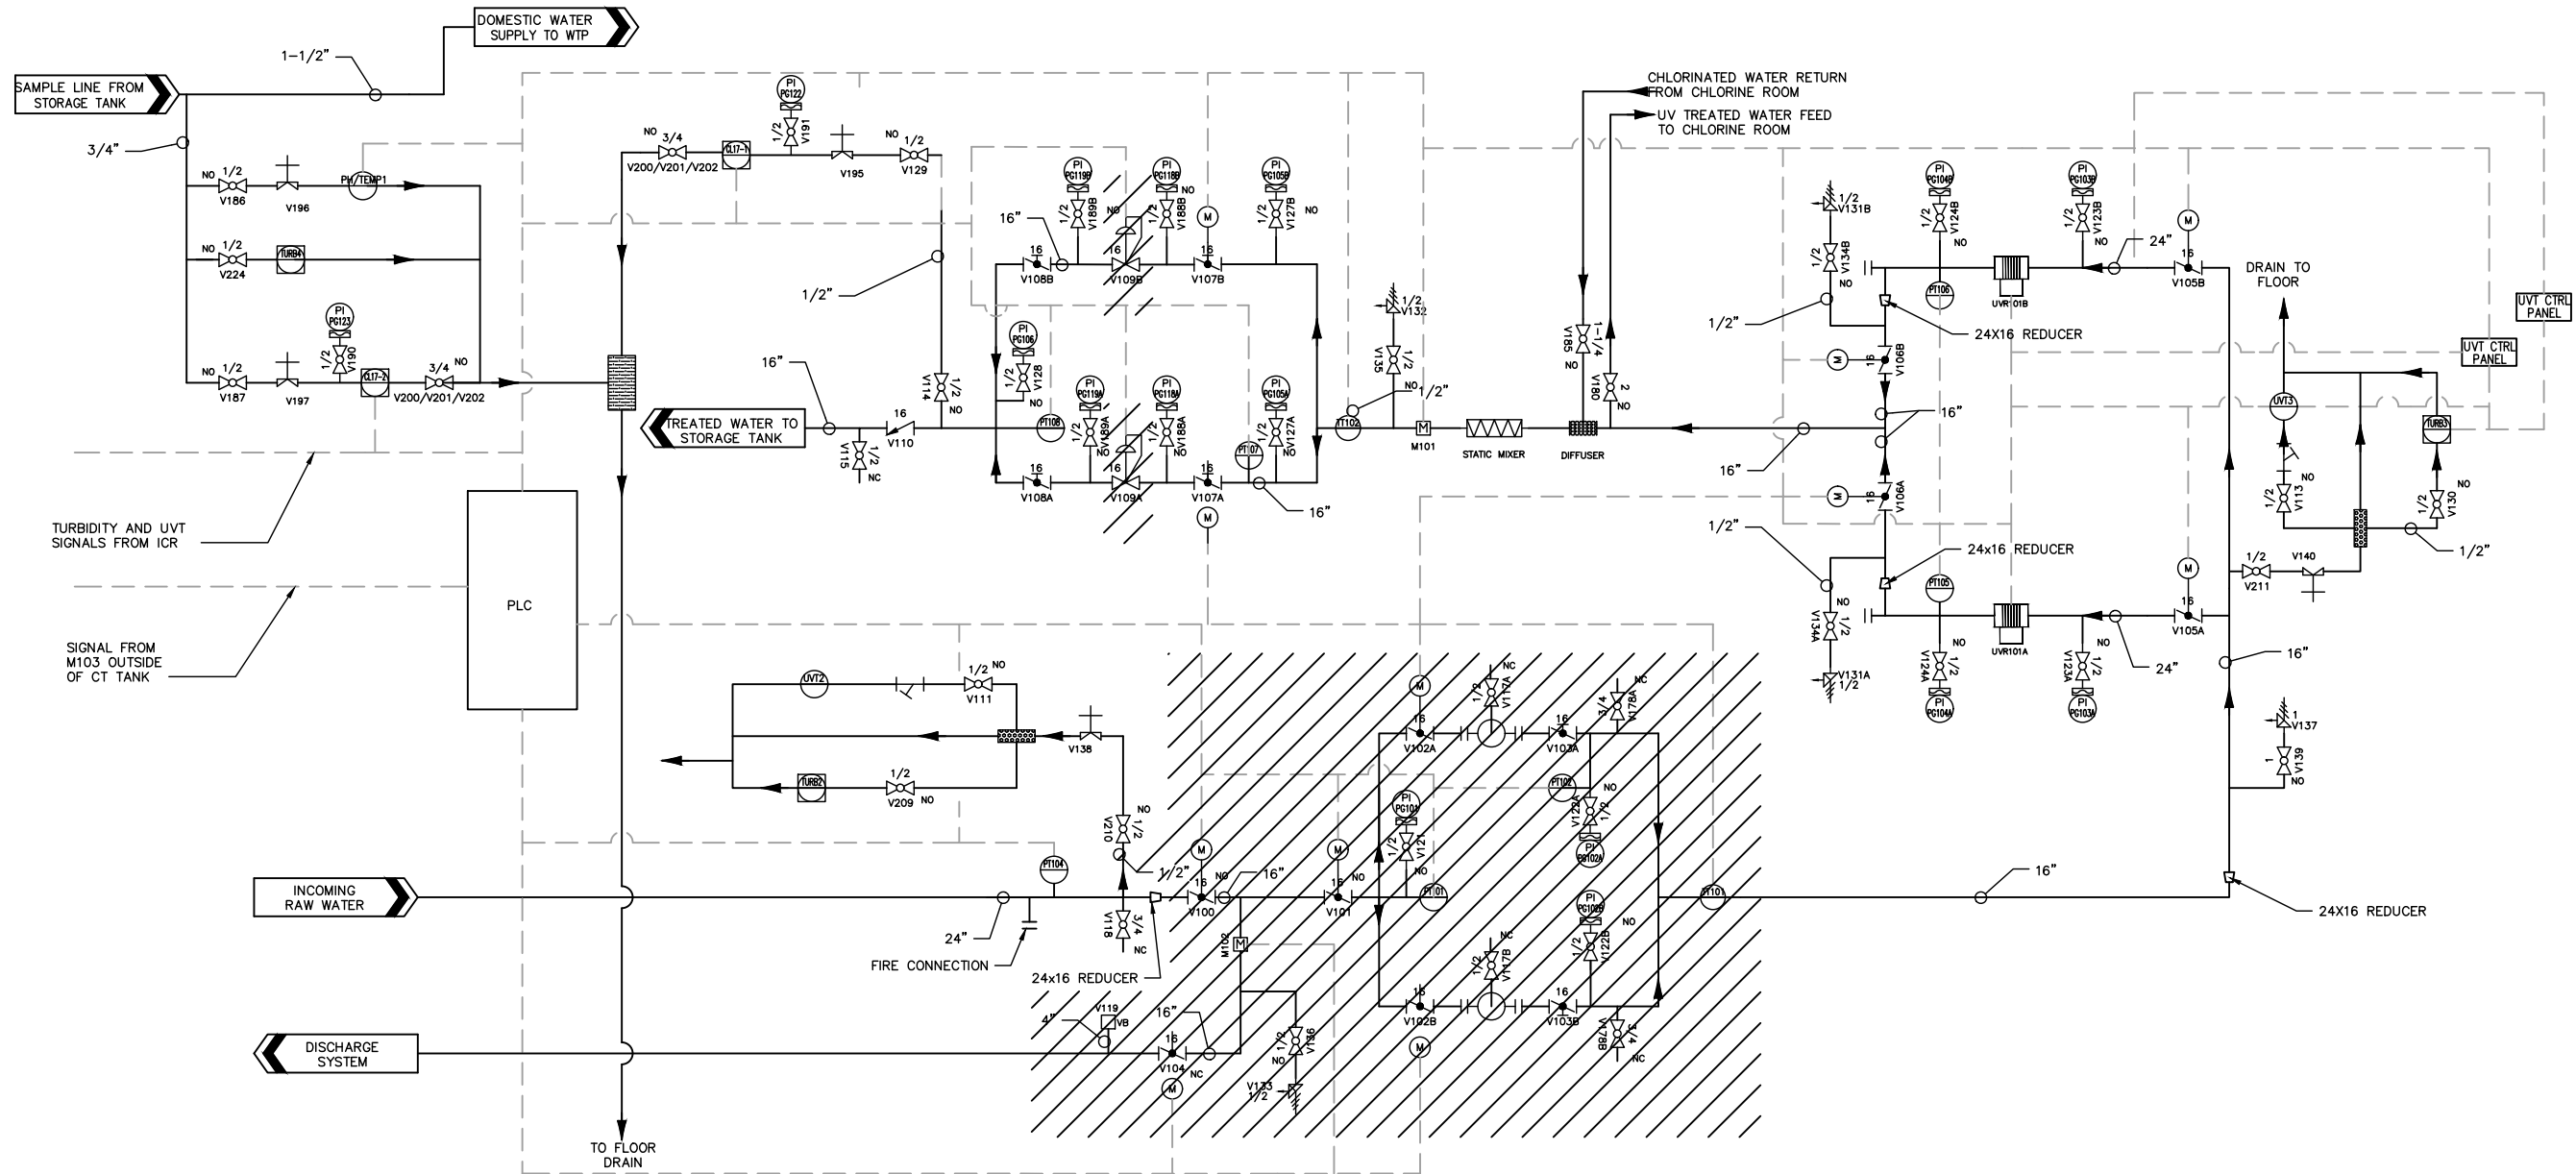 DOMESTIC WATER
SUPPLY TO WTP
1-1/2"
SAMPLE LINE FROM
STORAGE TANK
3/4"
NO 1/2
V186
V196
PH/TEMP1
NO 1/2
V224
TURB4
PI
PG123
1/2
V190
NO 1/2
V187
V197
CL17-2
3/4 NO
V200/V201/V202
TURBIDITY AND UVT
SIGNALS FROM ICR
SIGNAL FROM
M103 OUTSIDE
OF CT TANK
PLC
NO 3/4
V200/V201/V202
CL17-1
PI
PG122
1/2
V191
V195
NO 1/2
V129
1/2"
16"
TREATED WATER TO
STORAGE TANK
V115
1/2
NC
16
V110
V114
1/2
NO
16"
16
V108B
PI
PG119B
1/2
V189B
NO
16
V109B
PI
PG118B
NO
1/2
V188B
16
V107B
M
PI
PG105B
1/2
V127B
NO
PI
PG106
1/2
V128
NO
PT108
PI
PG119A
1/2
V189A
NO
PI
PG118A
1/2
V188A
NO
PI
PG105A
1/2
V127A
NO
PT107
16
V108A
16
V109A
16
V107A
M
16"
1/2
V132
V135
1/2
NO
1/2"
TT102
M
M101
STATIC MIXER
DIFFUSER
CHLORINATED WATER RETURN
FROM CHLORINE ROOM
UV TREATED WATER FEED
TO CHLORINE ROOM
V185
1-1/4
NO
V180
2
NO
16"
1/2
V131B
1/2
V134B
NO
1/2"
PI
PG104B
1/2
V124B
NO
PT106
UVR101B
PI
PG103B
1/2
V123B
NO
24"
M
16
V105B
24X16 REDUCER
M
16
V106B
16"
M
16
V106A
1/2"
24x16 REDUCER
NO
V134A
1/2
V131A
1/2
PT105
NO
V124A
1/2
PI
PG104A
UVR101A
NO
V123A
1/2
PI
PG103A
24"
M
16
V105A
DRAIN TO
FLOOR
UVT CTRL
PANEL
UVT CTRL
PANEL
UVT3
TURB3
NO
1/2
V113
NO
1/2
V130
1/2"
1/2
V211
V140
16"
1
V137
1
V139
NO
24X16 REDUCER
16"
UVT2
1/2 NO
V111
V138
TURB2
1/2
V209
NO
NO
V210
1/2
1/2"
INCOMING
RAW WATER
24"
FIRE CONNECTION
PT104
V118
3/4
NC
24x16 REDUCER
M
16
NO
V100
16"
M
16
NO
V101
PI
PG101
1/2
V121
NO
PT101
M
16
V102A
NC
1/2
V117A
16
V103A
NC
3/4
V178A
PT102
NO
V122A
1/2
PI
PG102A
PI
PG102B
NO
1/2
V122B
TT101
NC
1/2
V117B
16
V102B
M
16
V103B
V178B
3/4
NC
M
M102
DISCHARGE
SYSTEM
4"
V119
VB
16
V104
NC
M
16"
1/2
V136
NO
V133
1/2
TO FLOOR
DRAIN